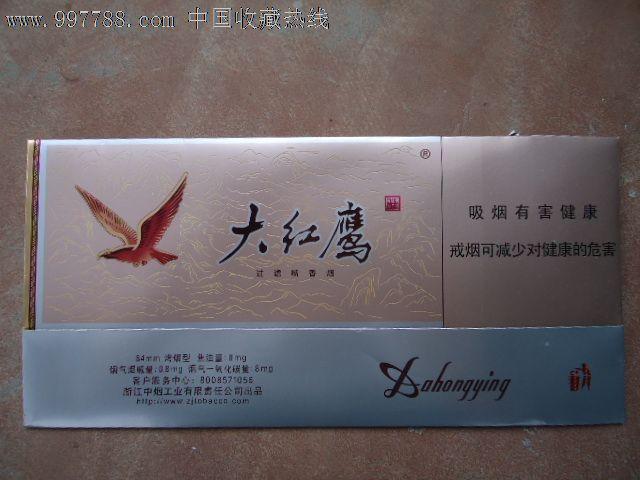 www.997788.com 中国收藏热线
®
大红鹰
过滤嘴香烟
吸烟有害健康
戒烟可减少对健康的危害
84mm 烤烟型 焦油量:8mg
烟气烟碱量:0.8mg 烟气一氧化碳量:8mg
客户服务中心:8008571056
浙江中烟工业有限责任公司出品
http://www.zjtobacco.com
Dahongying